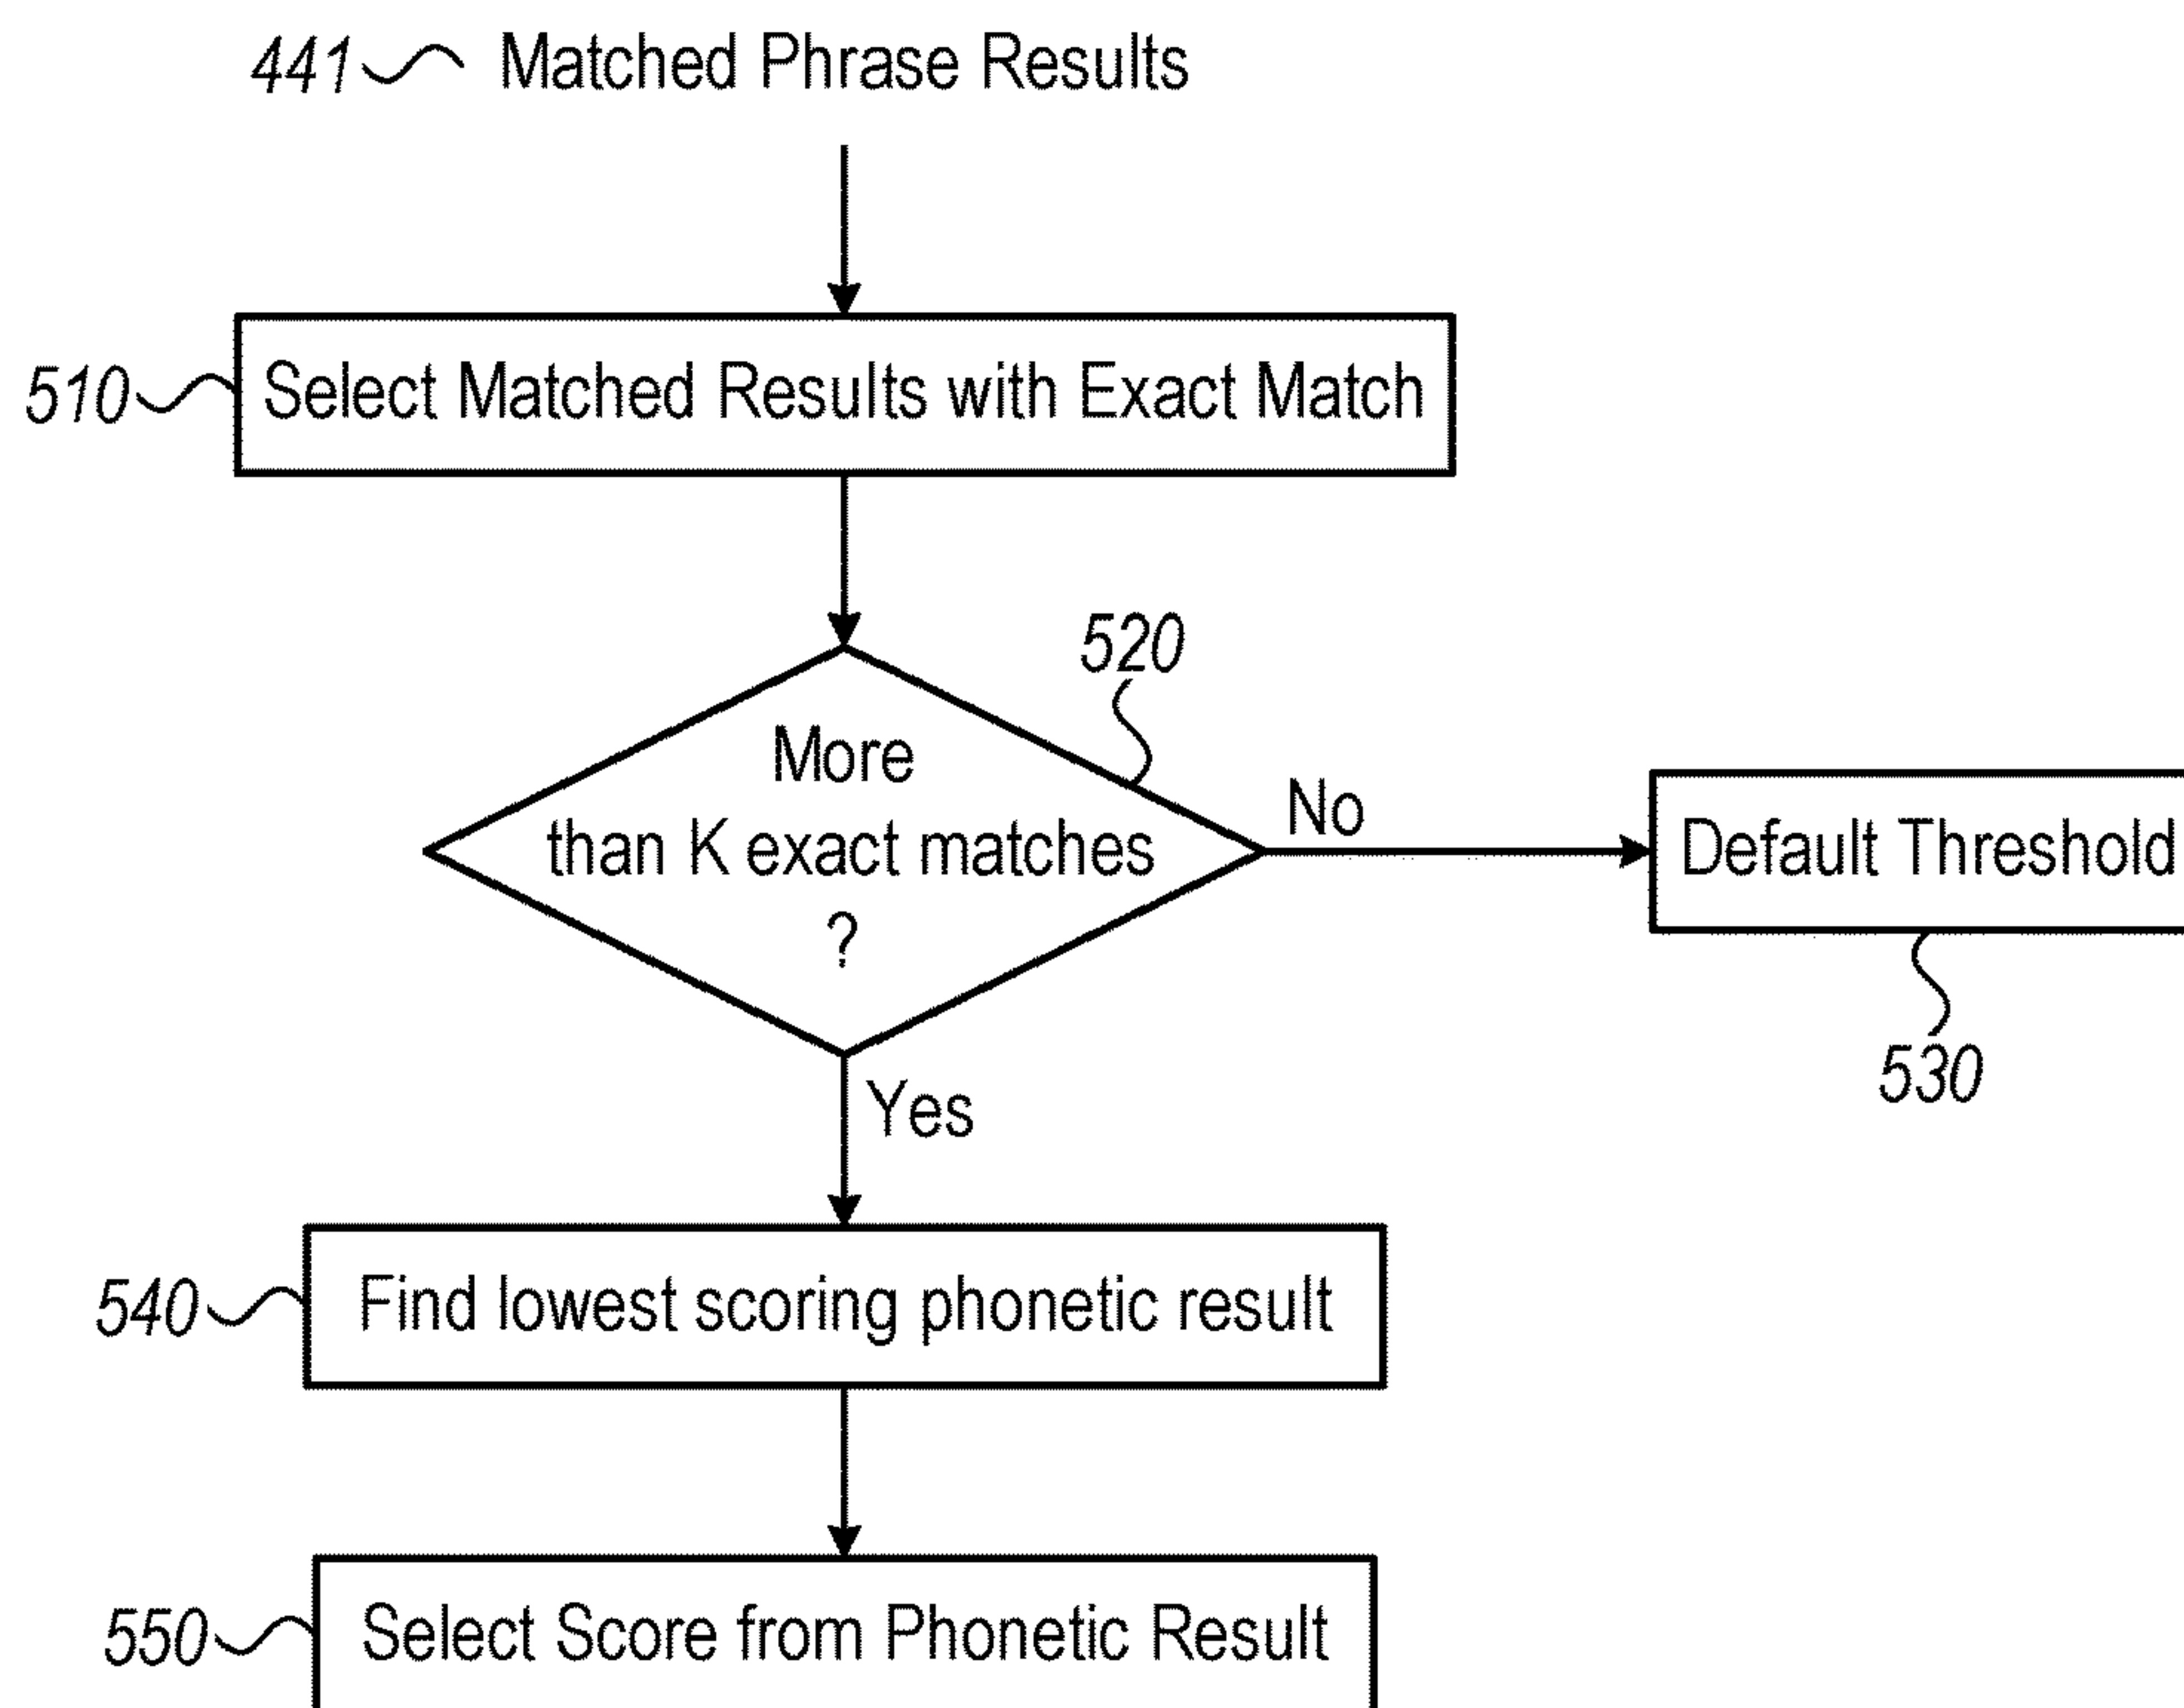 441 Matched Phrase Results
510 Select Matched Results with Exact Match
520
More
than K exact matches
?
No
Default Threshold
530
Yes
540 Find lowest scoring phonetic result
550 Select Score from Phonetic Result